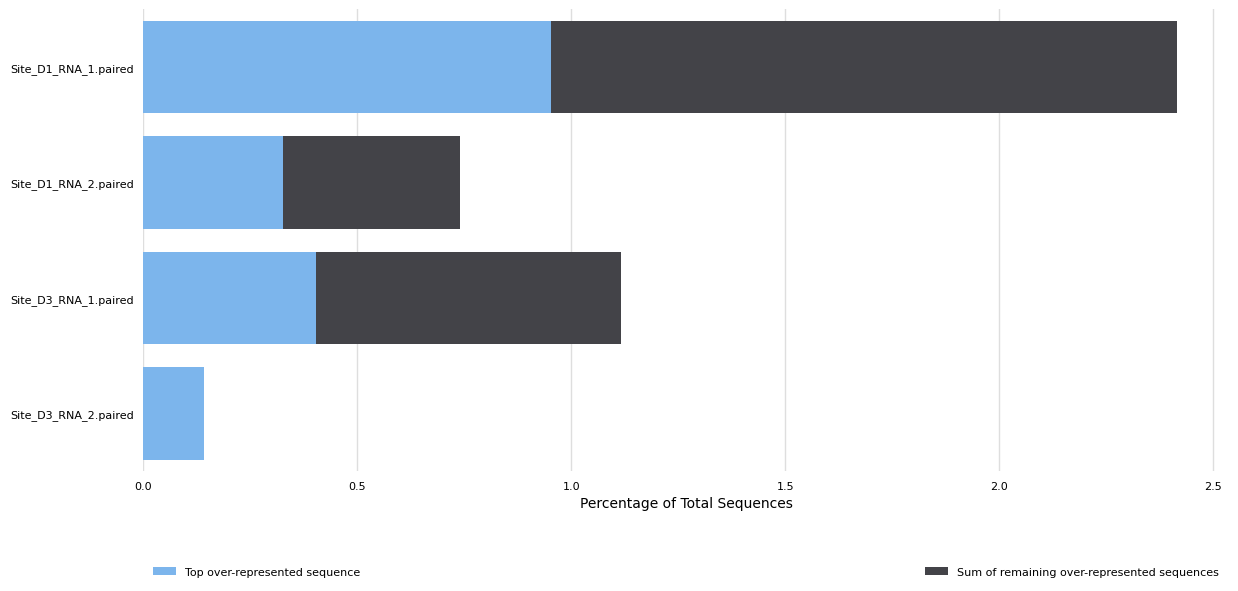 Site_D1_RNA_1.paired
Site_D1_RNA_2.paired
Site_D3_RNA_1.paired
Site_D3_RNA_2.paired
0.0 0.5 1.0 1.5 2.0 2.5
Percentage of Total Sequences
Top over-represented sequence Sum of remaining over-represented sequences